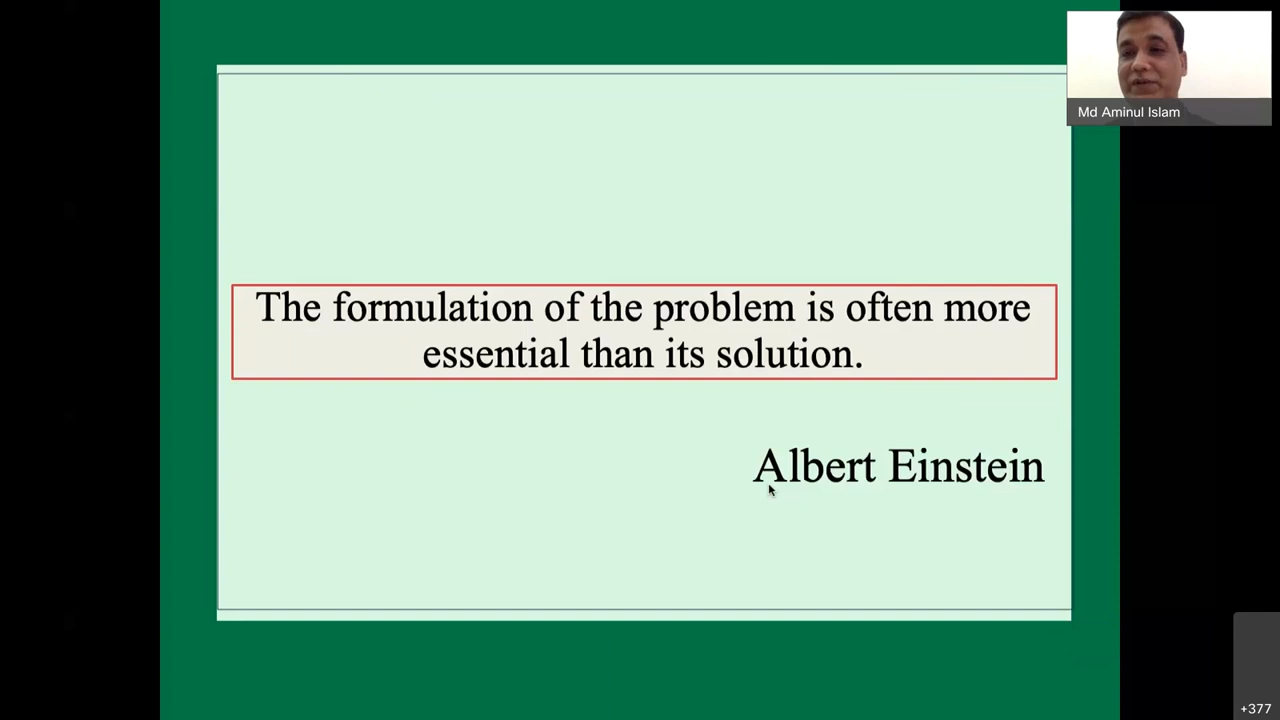 Md Aminul Islam
The formulation of the problem is often more
essential than its solution.
Albert Einstein
+377